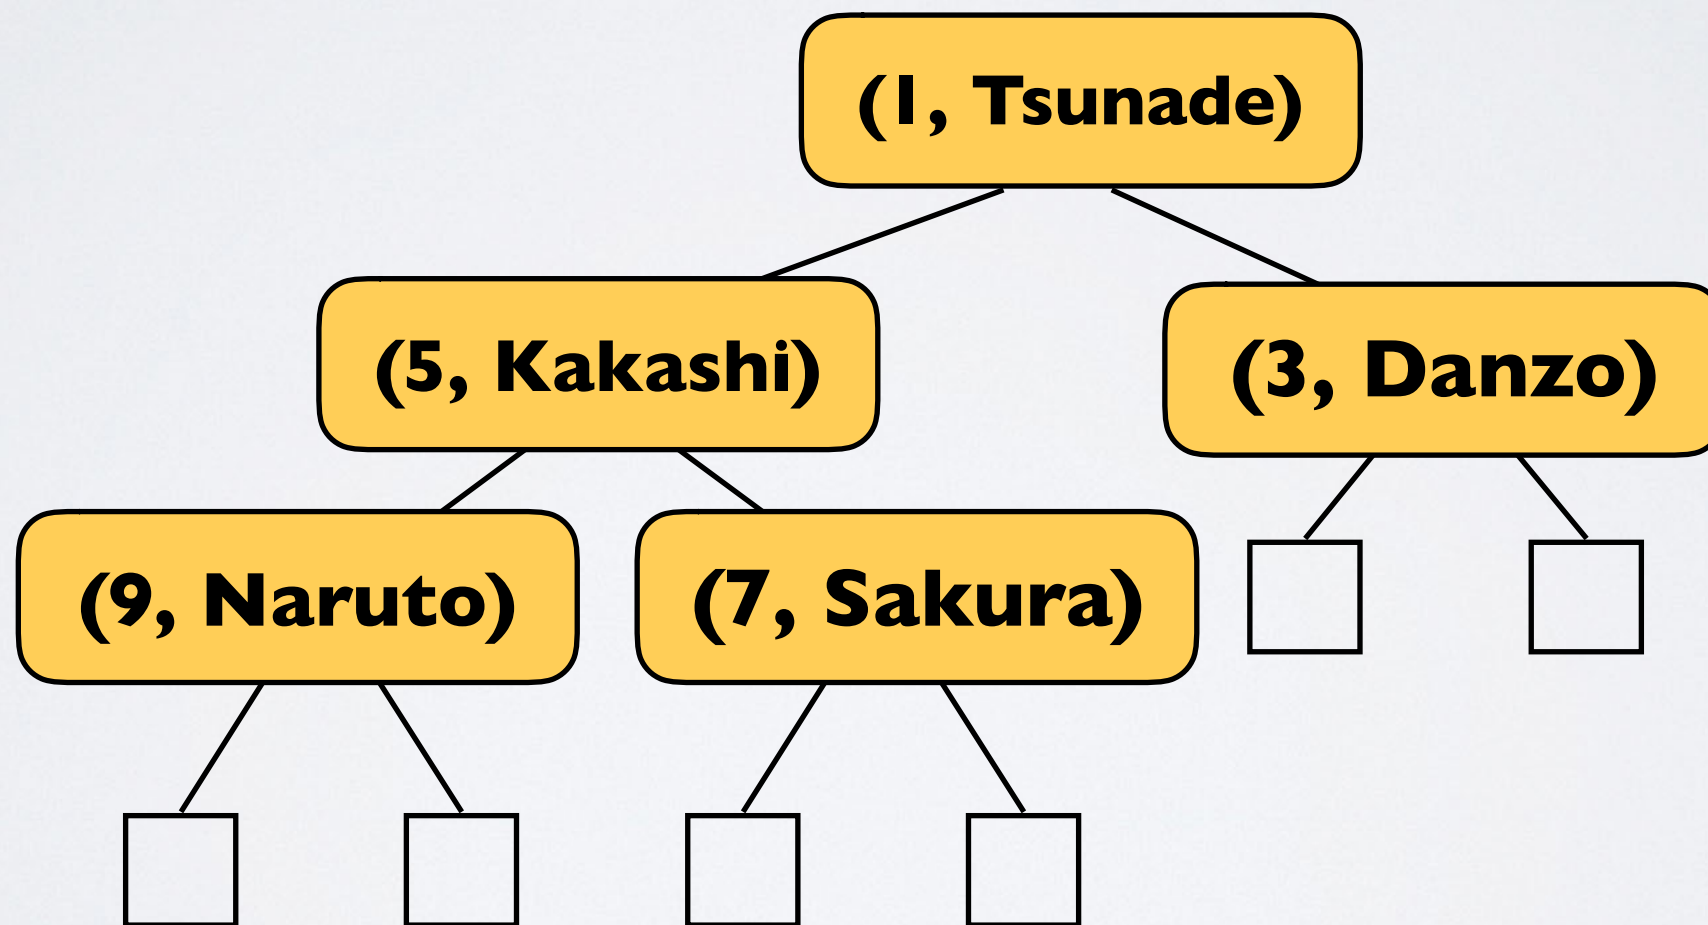 (1, Tsunade)
(5, Kakashi)
(3, Danzo)
(9, Naruto)
(7, Sakura)